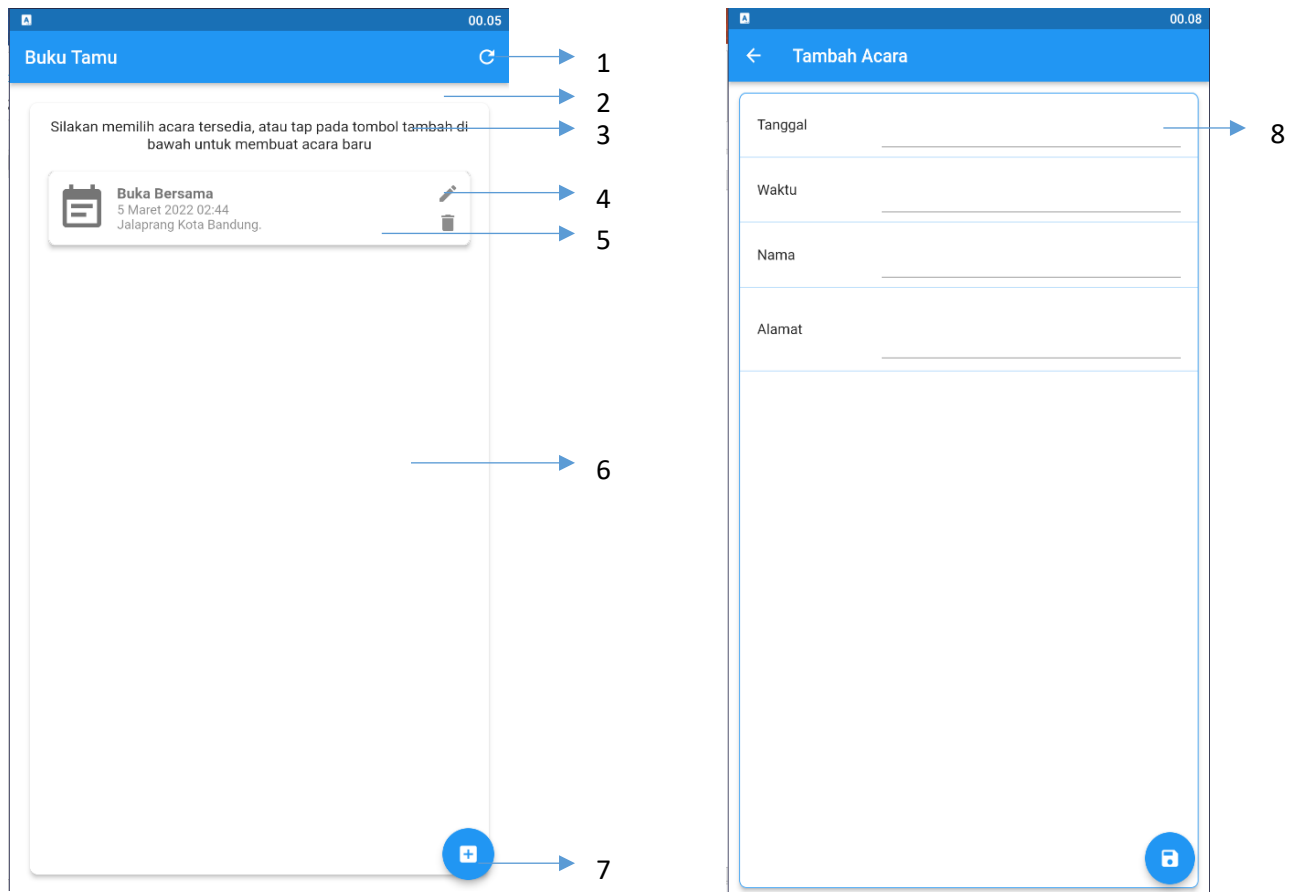 00.05
Buku Tamu
1
2
Silakan memilih acara tersedia, atau tap pada tombol tambah di
bawah untuk membuat acara baru
3
Buka Bersama
5 Maret 2022 02:44
Jalaprang Kota Bandung.
4
5
6
7
00.08
Tambah Acara
Tanggal
8
Waktu
Nama
Alamat